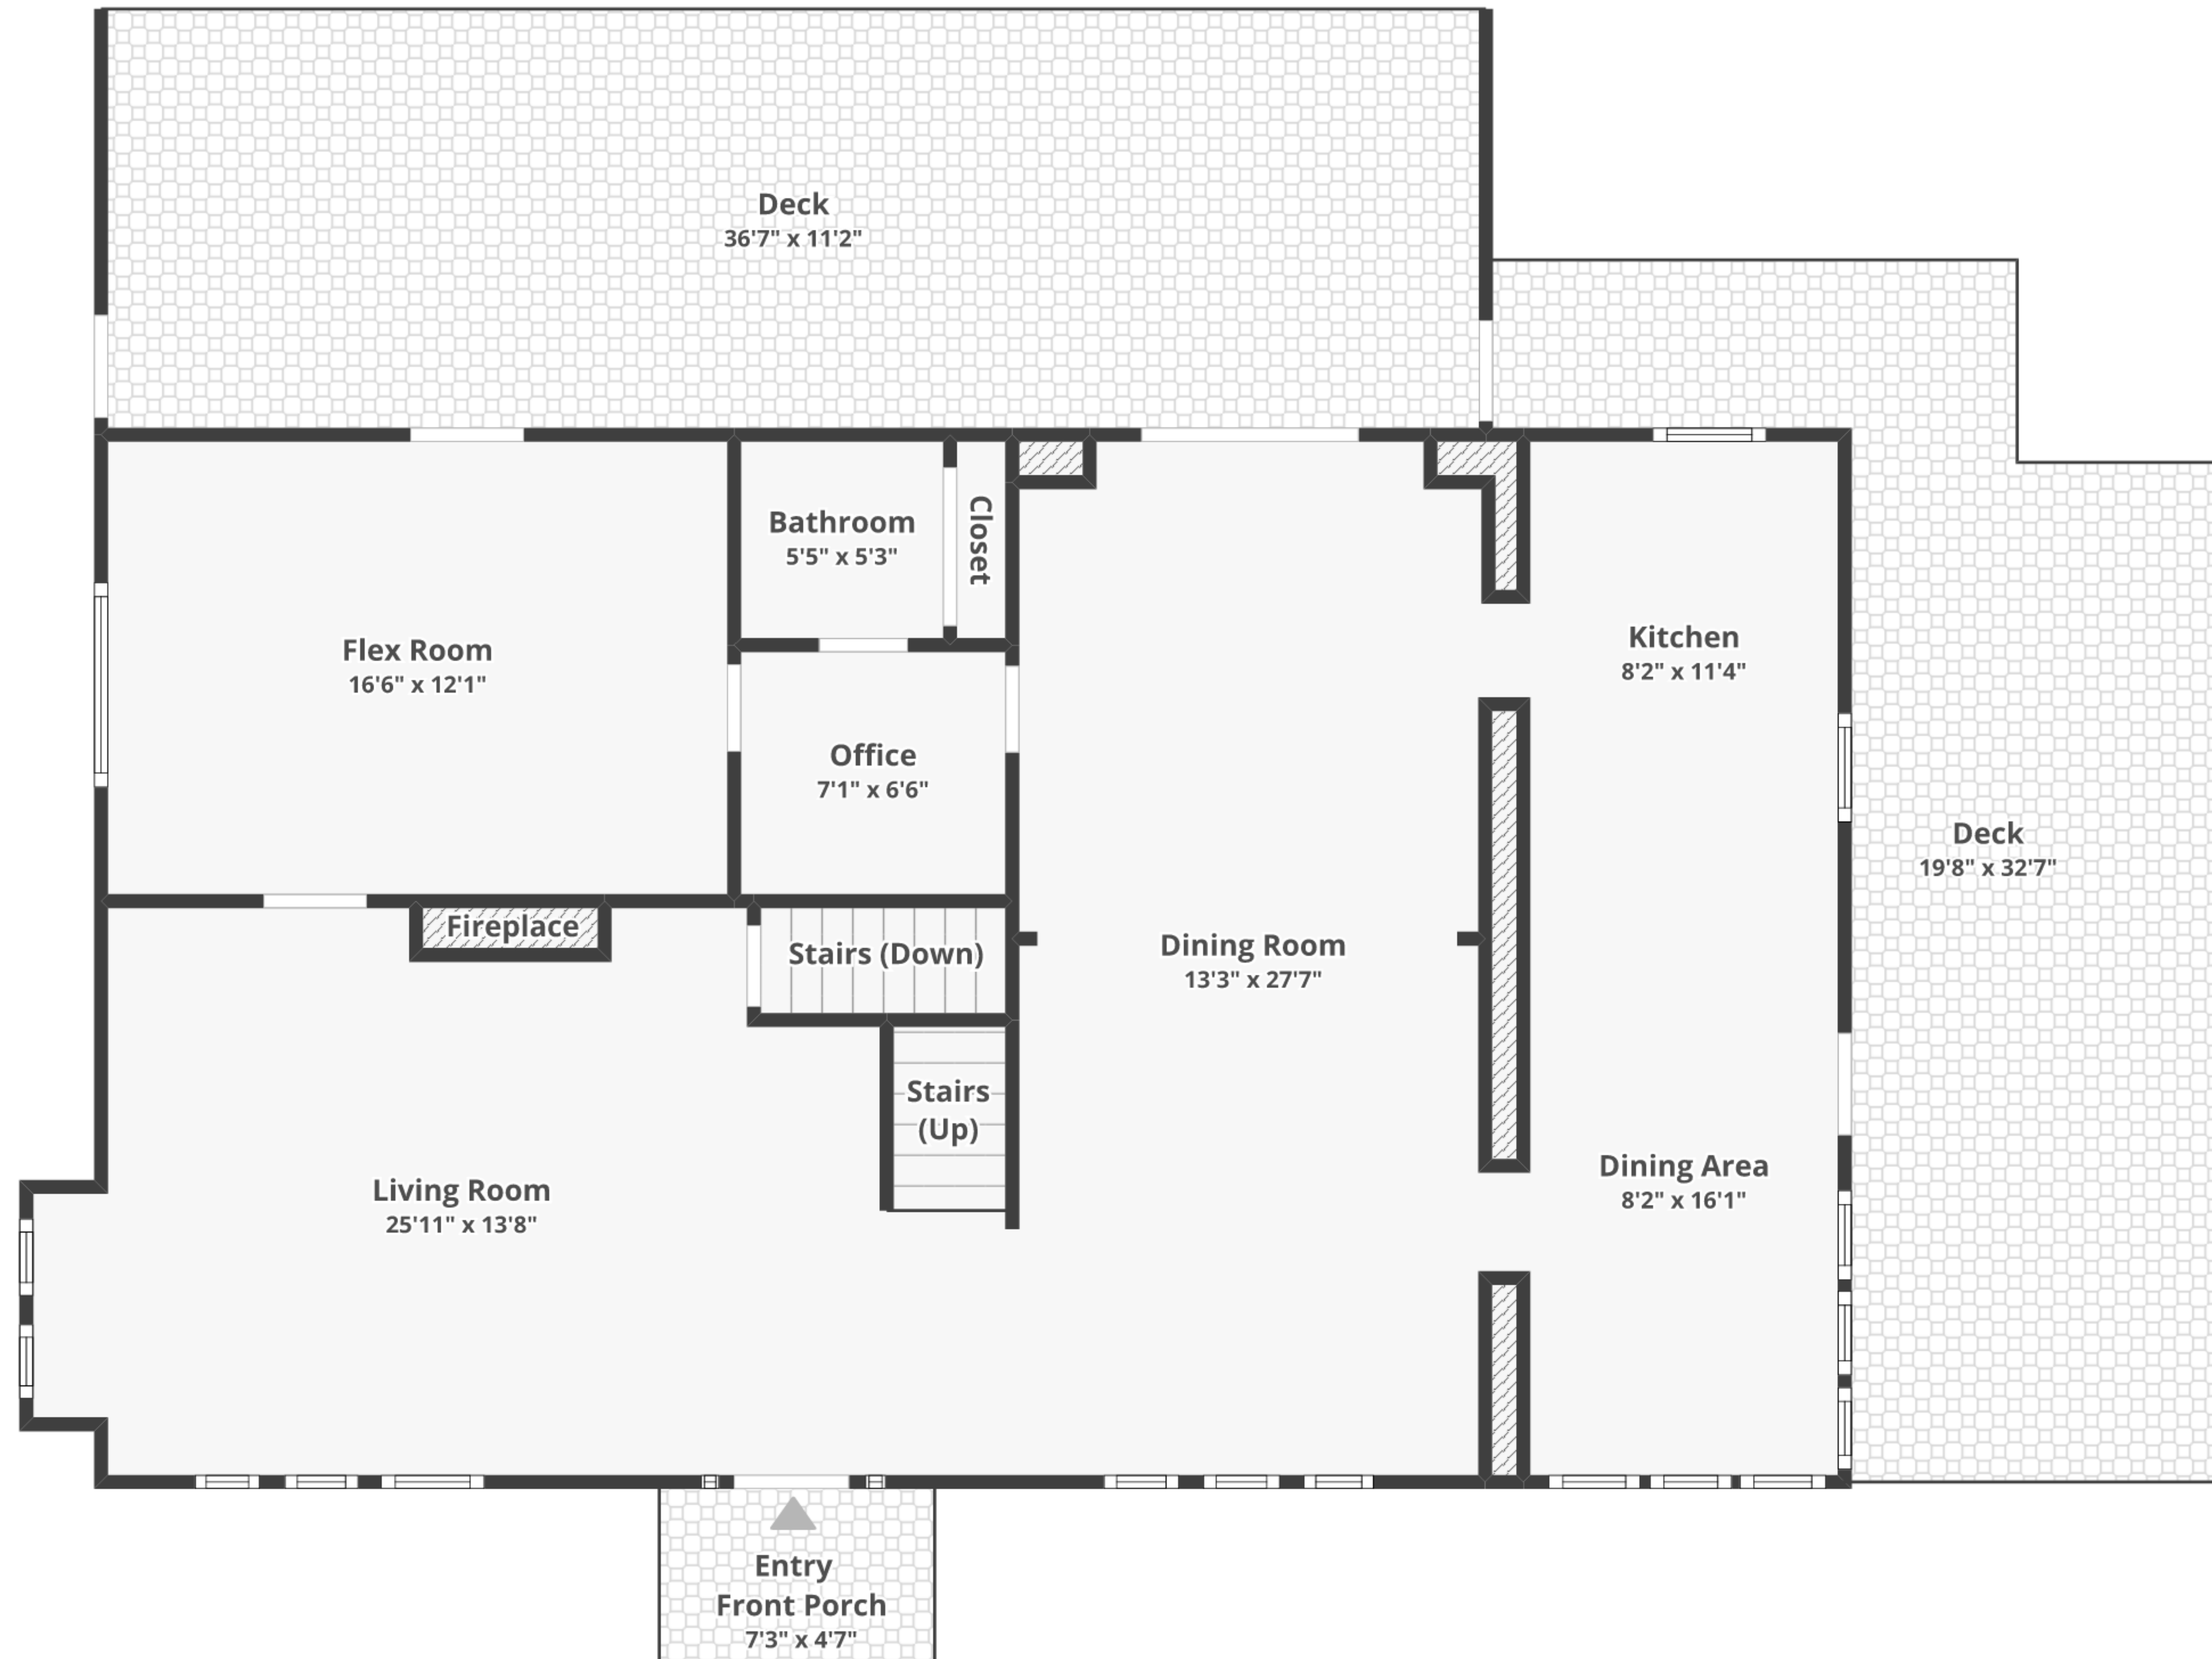 Deck
36'7" x 11'2"
Bathroom
5'5" x 5'3"
Closet
Flex Room
16'6" x 12'1"
Kitchen
8'2" x 11'4"
Office
7'1" x 6'6"
Deck
19'8" x 32'7"
Fireplace
Stairs (Down)
Dining Room
13'3" x 27'7"
Stairs
(Up)
Living Room
25'11" x 13'8"
Dining Area
8'2" x 16'1"
Entry
Front Porch
7'3" x 4'7"